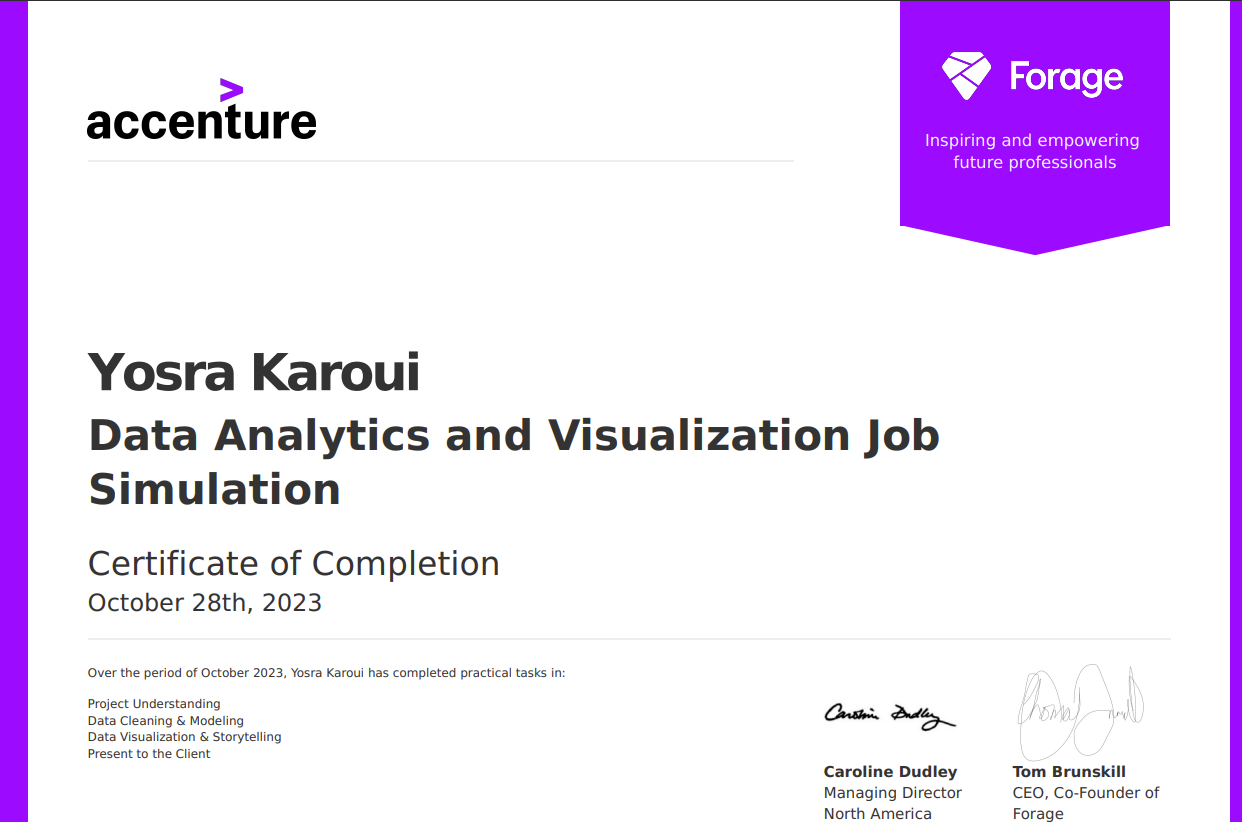 accenture
Forage
Inspiring and empowering
future professionals
Yosra Karoui
Data Analytics and Visualization Job
Simulation
Certificate of Completion
October 28th, 2023
Over the period of October 2023, Yosra Karoui has completed practical tasks in:
Project Understanding
Data Cleaning & Modeling
Data Visualization & Storytelling
Present to the Client
Caroline Dudley
Caroline Dudley
Managing Director
North America
Tom Brunskill
CEO, Co-Founder of
Forage